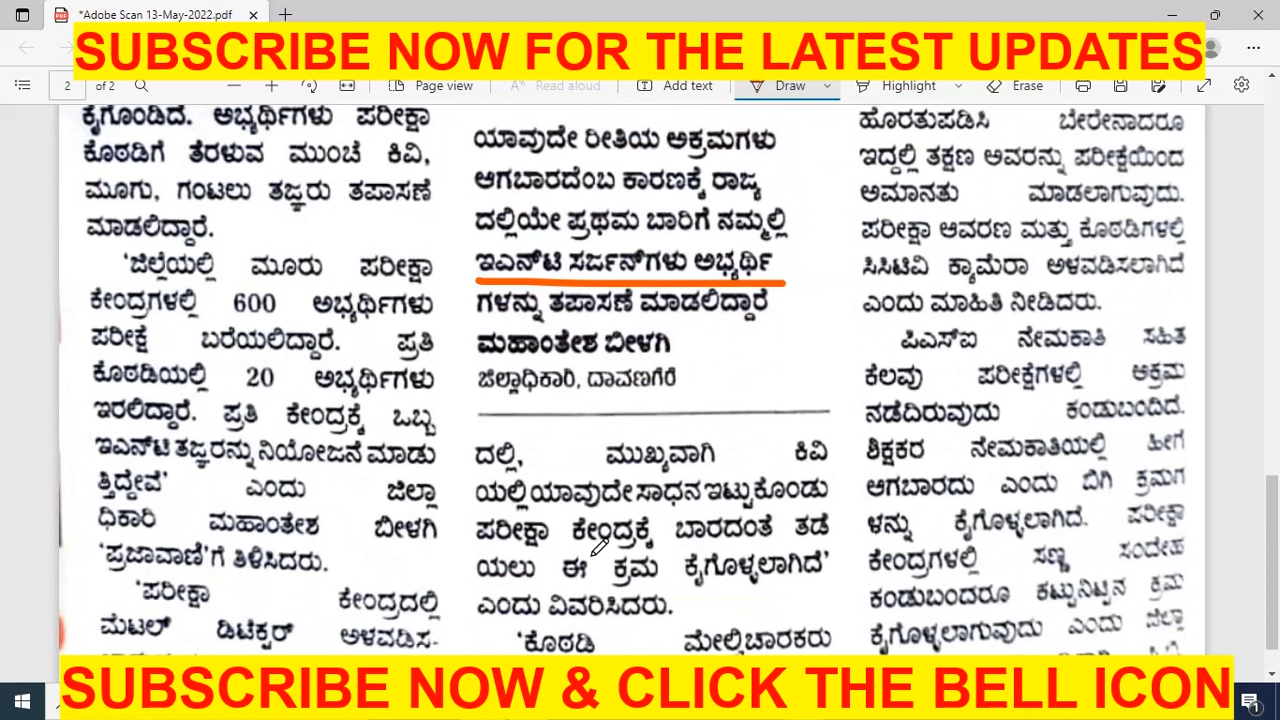 *Adobe Scan 13-May-2022.pdf
SUBSCRIBE NOW FOR THE LATEST UPDATES
2 of 2
Page view
Read aloud
Add text
Draw
Highlight
Erase
ಕೈಗೊಂಡಿದೆ. ಅಭ್ಯರ್ಥಿಗಳು ಪರೀಕ್ಷಾ
ಕೊಠಡಿಗೆ ತೆರಳುವ ಮುಂಚೆ ಕಿವಿ,
ಮೂಗು, ಗಂಟಲು ತಜ್ಞರು ತಪಾಸಣೆ
ಮಾಡಲಿದ್ದಾರೆ.
'ಜಿಲ್ಲೆಯಲ್ಲಿ ಮೂರು ಪರೀಕ್ಷಾ
ಕೇಂದ್ರಗಳಲ್ಲಿ 600 ಅಭ್ಯರ್ಥಿಗಳು
ಪರೀಕ್ಷೆ ಬರೆಯಲಿದ್ದಾರೆ. ಪ್ರತಿ
ಕೊಠಡಿಯಲ್ಲಿ 20 ಅಭ್ಯರ್ಥಿಗಳು
ಇರಲಿದ್ದಾರೆ. ಪ್ರತಿ ಕೇಂದ್ರಕ್ಕೆ ಒಬ್ಬ
ಇಎನ್‌ಟಿ ತಜ್ಞರನ್ನು ನಿಯೋಜನೆ ಮಾಡು
ತ್ತಿದ್ದೇವೆ' ಎಂದು ಜಿಲ್ಲಾ
ಧಿಕಾರಿ ಮಹಾಂತೇಶ ಬೀಳಗಿ
'ಪ್ರಜಾವಾಣಿ'ಗೆ ತಿಳಿಸಿದರು.
'ಪರೀಕ್ಷಾ ಕೇಂದ್ರದಲ್ಲಿ
ಮೆಟಲ್ ಡಿಟೆಕ್ಟರ್ ಅಳವಡಿಸ-
ಯಾವುದೇ ರೀತಿಯ ಅಕ್ರಮಗಳು
ಆಗಬಾರದೆಂಬ ಕಾರಣಕ್ಕೆ ರಾಜ್ಯ
ದಲ್ಲಿಯೇ ಪ್ರಥಮ ಬಾರಿಗೆ ನಮ್ಮಲ್ಲಿ
ಇಎನ್‌ಟಿ ಸರ್ಜನ್‌ಗಳು ಅಭ್ಯರ್ಥಿ
ಗಳನ್ನು ತಪಾಸಣೆ ಮಾಡಲಿದ್ದಾರೆ
ಮಹಾಂತೇಶ ಬೀಳಗಿ
ಜಿಲ್ಲಾಧಿಕಾರಿ, ದಾವಣಗೆರೆ
ದಲ್ಲಿ, ಮುಖ್ಯವಾಗಿ ಕಿವಿ
ಯಲ್ಲಿ ಯಾವುದೇ ಸಾಧನ ಇಟ್ಟುಕೊಂಡು
ಪರೀಕ್ಷಾ ಕೇಂದ್ರಕ್ಕೆ ಬಾರದಂತೆ ತಡೆ
ಯಲು ಈ ಕ್ರಮ ಕೈಗೊಳ್ಳಲಾಗಿದೆ'
ಎಂದು ವಿವರಿಸಿದರು.
'ಕೊಠಡಿ ಮೇಲ್ವಿಚಾರಕರು
ಹೊರತುಪಡಿಸಿ ಬೇರೇನಾದರೂ
ಇದ್ದಲ್ಲಿ ತಕ್ಷಣ ಅವರನ್ನು ಪರೀಕ್ಷೆಯಿಂದ
ಅಮಾನತು ಮಾಡಲಾಗುವುದು.
ಪರೀಕ್ಷಾ ಆವರಣ ಮತ್ತು ಕೊಠಡಿಗಳಲ್ಲಿ
ಸಿಸಿಟಿವಿ ಕ್ಯಾಮೆರಾ ಅಳವಡಿಸಲಾಗಿದೆ
ಎಂದು ಮಾಹಿತಿ ನೀಡಿದರು.
ಪಿಎಸ್‌ಐ ನೇಮಕಾತಿ ಸಹಿತ
ಕೆಲವು ಪರೀಕ್ಷೆಗಳಲ್ಲಿ ಅಕ್ರಮ
ನಡೆದಿರುವುದು ಕಂಡುಬಂದಿದೆ.
ಶಿಕ್ಷಕರ ನೇಮಕಾತಿಯಲ್ಲಿ ಹೀಗೆ
ಆಗಬಾರದು ಎಂದು ಬಿಗಿ ಕ್ರಮಗ
ಳನ್ನು ಕೈಗೊಳ್ಳಲಾಗಿದೆ. ಪರೀಕ್ಷಾ
ಕೇಂದ್ರಗಳಲ್ಲಿ ಸಣ್ಣ ಸಂದೇಹ
ಕಂಡುಬಂದರೂ ಕಟ್ಟುನಿಟ್ಟಿನ ಕ್ರಮ
ಕೈಗೊಳ್ಳಲಾಗುವುದು ಎಂದು ಜಿಲ್ಲಾ
SUBSCRIBE NOW & CLICK THE BELL ICON